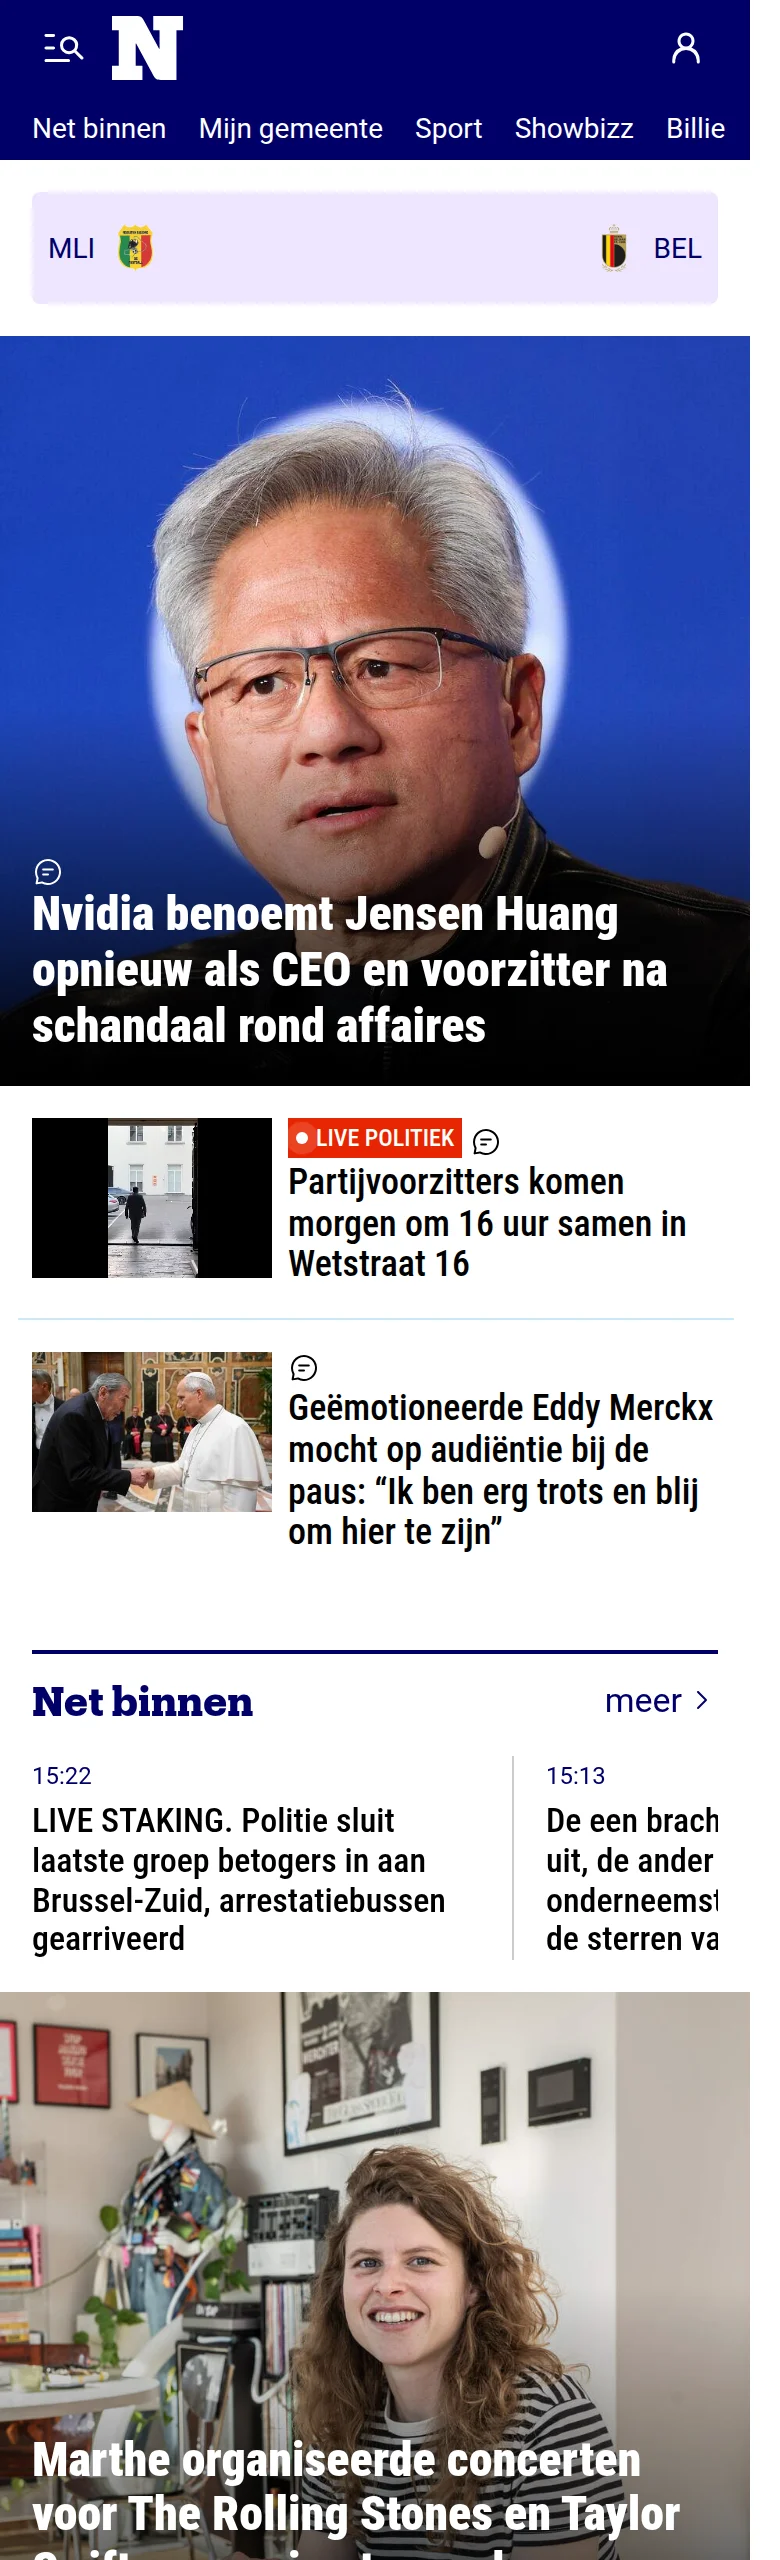 N
Net binnen Mijn gemeente Sport Showbizz Billie
MLI BEL
Nvidia benoemt Jensen Huang
opnieuw als CEO en voorzitter na
schandaal rond affaires
LIVE POLITIEK
Partijvoorzitters komen
morgen om 16 uur samen in
Wetstraat 16
Geëmotioneerde Eddy Merckx
mocht op audiëntie bij de
paus: “Ik ben erg trots en blij
om hier te zijn”
Net binnen meer
15:22
LIVE STAKING. Politie sluit
laatste groep betogers in aan
Brussel-Zuid, arrestatiebussen
gearriveerd
15:13
De een brach
uit, de ander
onderneemst
de sterren va
Marthe organiseerde concerten
voor The Rolling Stones en Taylor